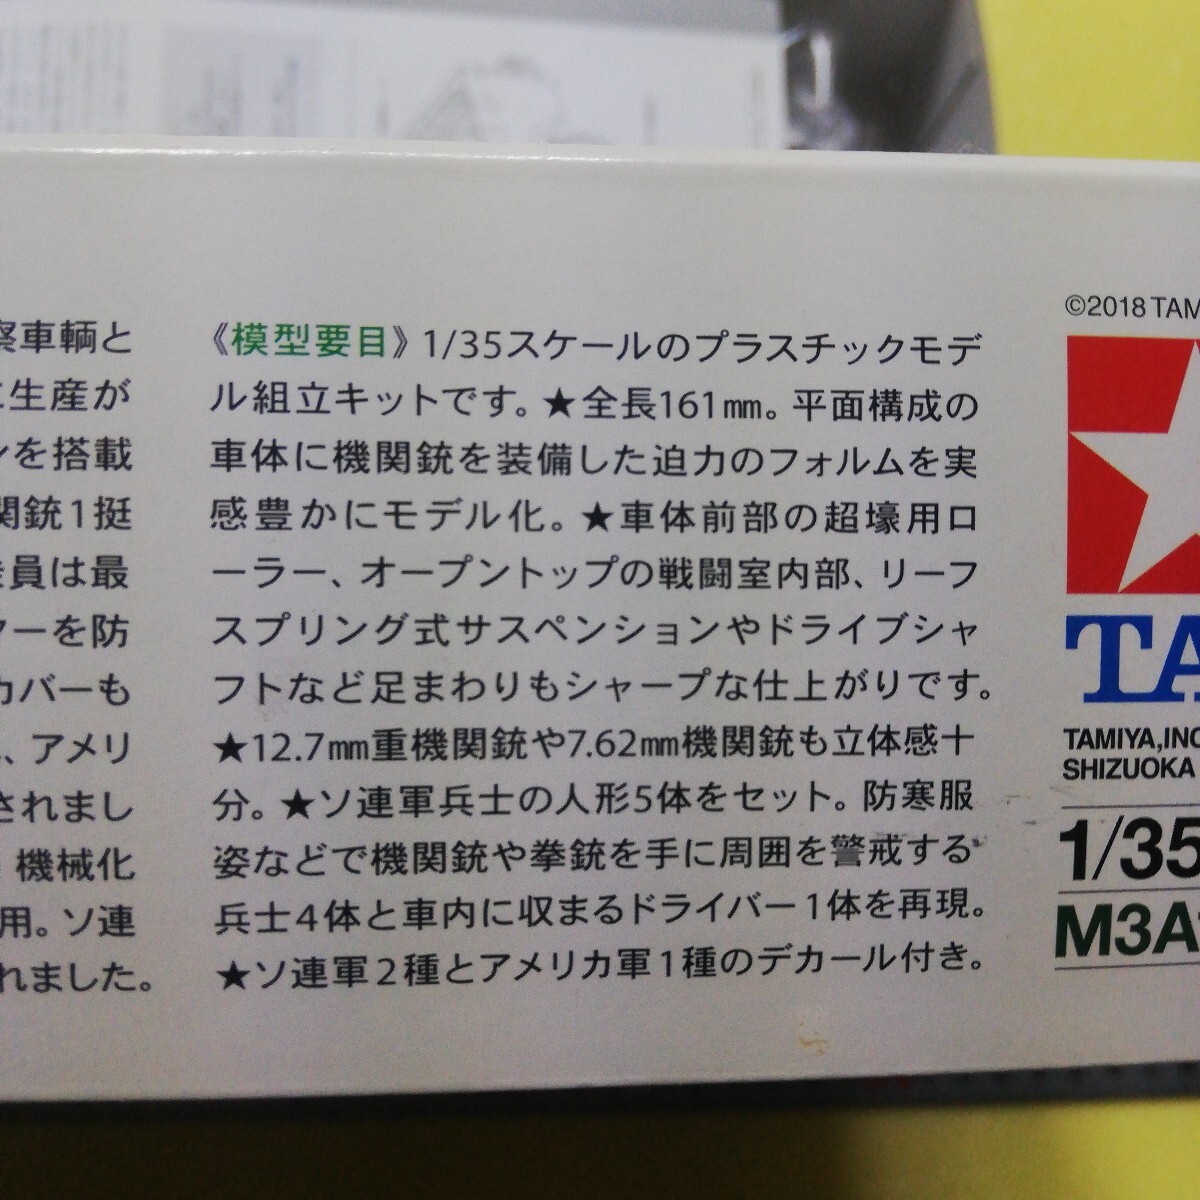 察車輌と
生産が
ンを搭載
関銃1挺
員は最
ターを防
カバーも
、アメリ
されまし
機械化
用。ソ連
れました。
《模型要目》1/35スケールのプラスチックモデ
ル組立キットです。★全長161mm。平面構成の
車体に機関銃を装備した迫力のフォルムを実
感豊かにモデル化。★車体前部の超壕用ロ
ーラー、オープントップの戦闘室内部、リーフ
スプリング式サスペンションやドライブシャ
フトなど足まわりもシャープな仕上がりです。
★12.7mm重機関銃や7.62mm機関銃も立体感十
分。★ソ連軍兵士の人形5体をセット。防寒服
姿などで機関銃や拳銃を手に周囲を警戒する
兵士4体と車内に収まるドライバー1体を再現。
★ソ連軍2種とアメリカ軍1種のデカール付き。
©2018 TAM
TA
TAMIYA,INC
SHIZUOKA
1/35
M3A